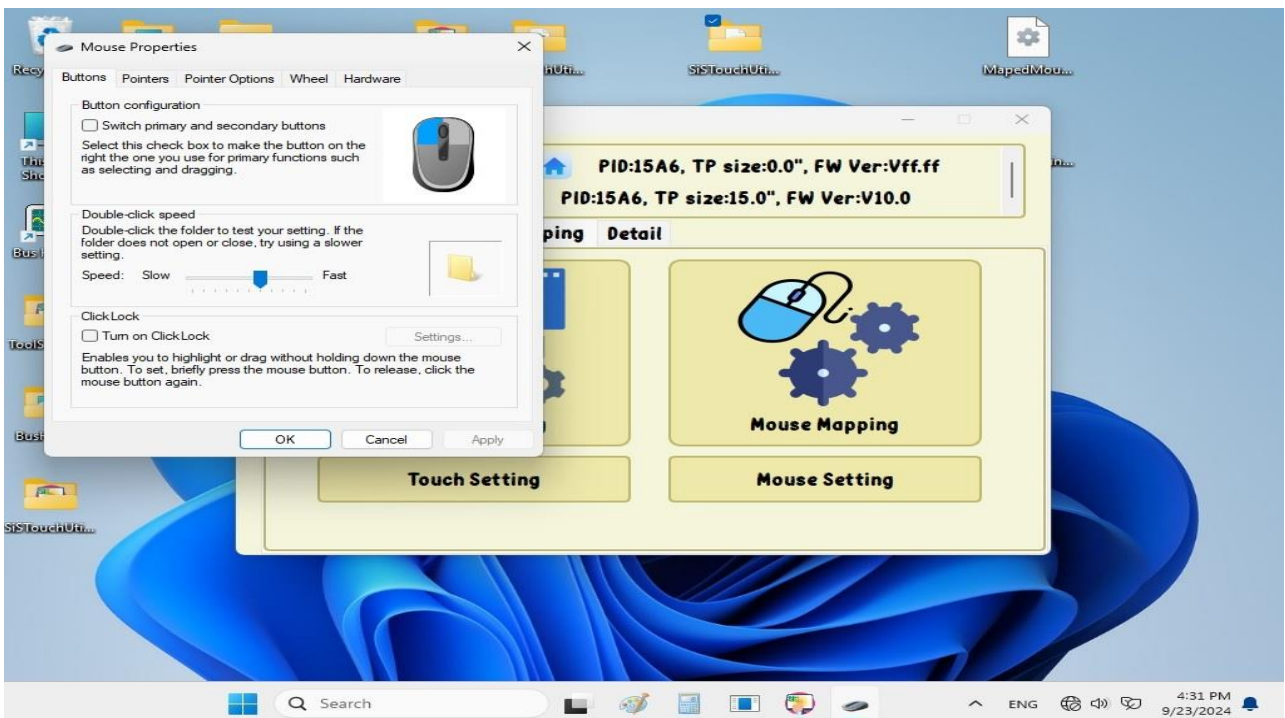 Mouse Properties
Buttons Pointers Pointer Options Wheel Hardware
Button configuration
Switch primary and secondary buttons
Select this check box to make the button on the
right the one you use for primary functions such
as selecting and dragging.
Double-click speed
Double-click the folder to test your setting. If the
folder does not open or close, try using a slower
setting.
Speed: Slow Fast
ClickLock
Turn on ClickLock
Settings...
Enables you to highlight or drag without holding down the mouse
button. To set, briefly press the mouse button. To release, click the
mouse button again.
OK Cancel Apply
SiSTouchUti...
MapedMou...
PID:15A6, TP size:0.0", FW Ver:Vff.ff
PID:15A6, TP size:15.0", FW Ver:V10.0
ping Detail
Mouse Mapping
Touch Setting
Mouse Setting
SiSTouchUti...
Search
ENG
4:31 PM
9/23/2024